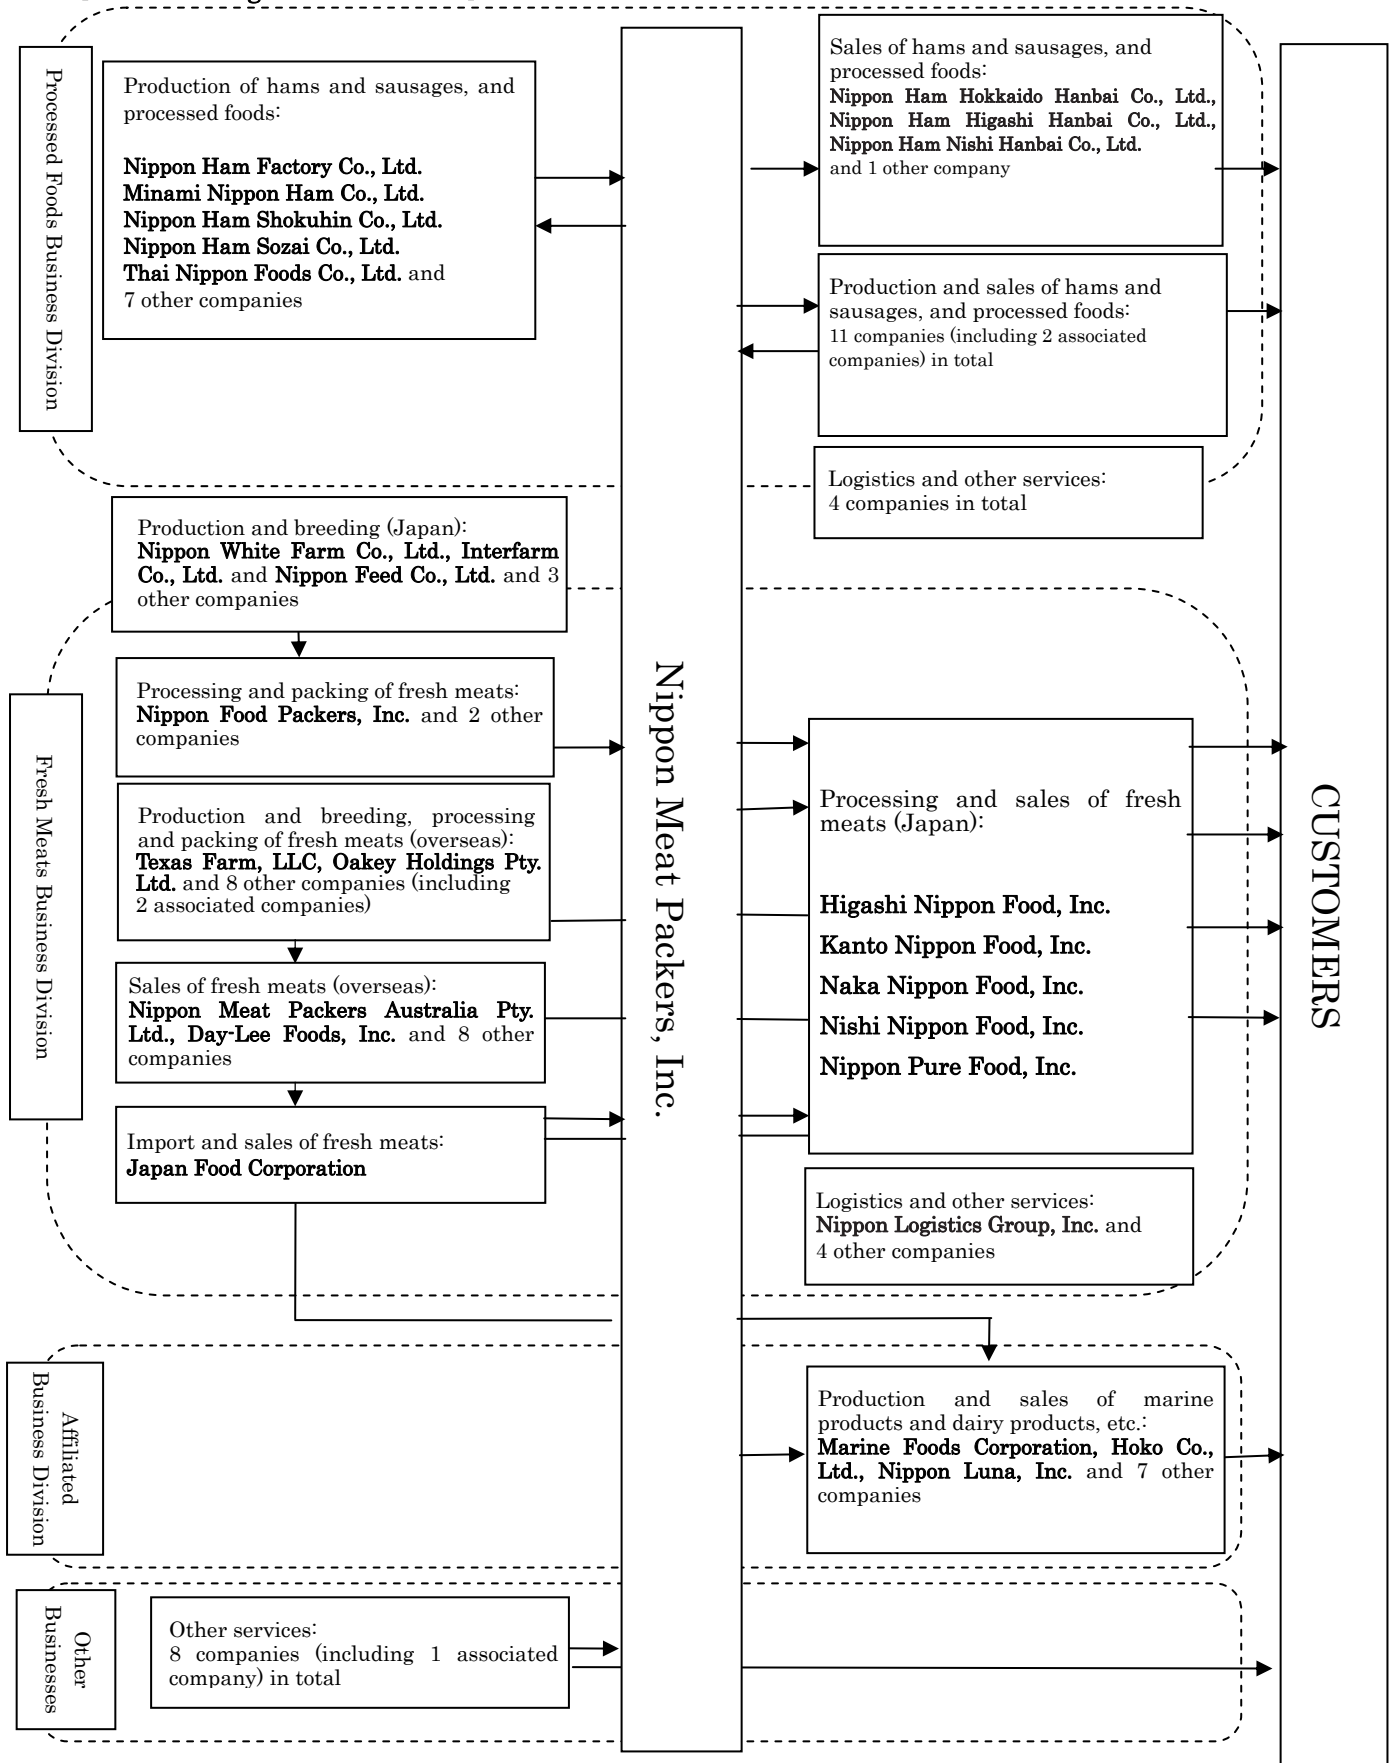 Processed Foods Business Division
Production of hams and sausages, and
processed foods:
Nippon Ham Factory Co., Ltd.
Minami Nippon Ham Co., Ltd.
Nippon Ham Shokuhin Co., Ltd.
Nippon Ham Sozai Co., Ltd.
Thai Nippon Foods Co., Ltd. and
7 other companies
Sales of hams and sausages, and
processed foods:
Nippon Ham Hokkaido Hanbai Co., Ltd.,
Nippon Ham Higashi Hanbai Co., Ltd.,
Nippon Ham Nishi Hanbai Co., Ltd.
and 1 other company
Production and sales of hams and
sausages, and processed foods:
11 companies (including 2 associated
companies) in total
Logistics and other services:
4 companies in total
Nippon Meat Packers, Inc.
CUSTOMERS
Fresh Meats Business Division
Production and breeding (Japan):
Nippon White Farm Co., Ltd., Interfarm
Co., Ltd. and Nippon Feed Co., Ltd. and 3
other companies
Processing and packing of fresh meats:
Nippon Food Packers, Inc. and 2 other
companies
Production and breeding, processing
and packing of fresh meats (overseas):
Texas Farm, LLC, Oakey Holdings Pty.
Ltd. and 8 other companies (including
2 associated companies)
Sales of fresh meats (overseas):
Nippon Meat Packers Australia Pty.
Ltd., Day-Lee Foods, Inc. and 8 other
companies
Import and sales of fresh meats:
Japan Food Corporation
Processing and sales of fresh
meats (Japan):
Higashi Nippon Food, Inc.
Kanto Nippon Food, Inc.
Naka Nippon Food, Inc.
Nishi Nippon Food, Inc.
Nippon Pure Food, Inc.
Logistics and other services:
Nippon Logistics Group, Inc. and
4 other companies
Affiliated
Business Division
Production and sales of marine
products and dairy products, etc.:
Marine Foods Corporation, Hoko Co.,
Ltd., Nippon Luna, Inc. and 7 other
companies
Other
Businesses
Other services:
8 companies (including 1 associated
company) in total